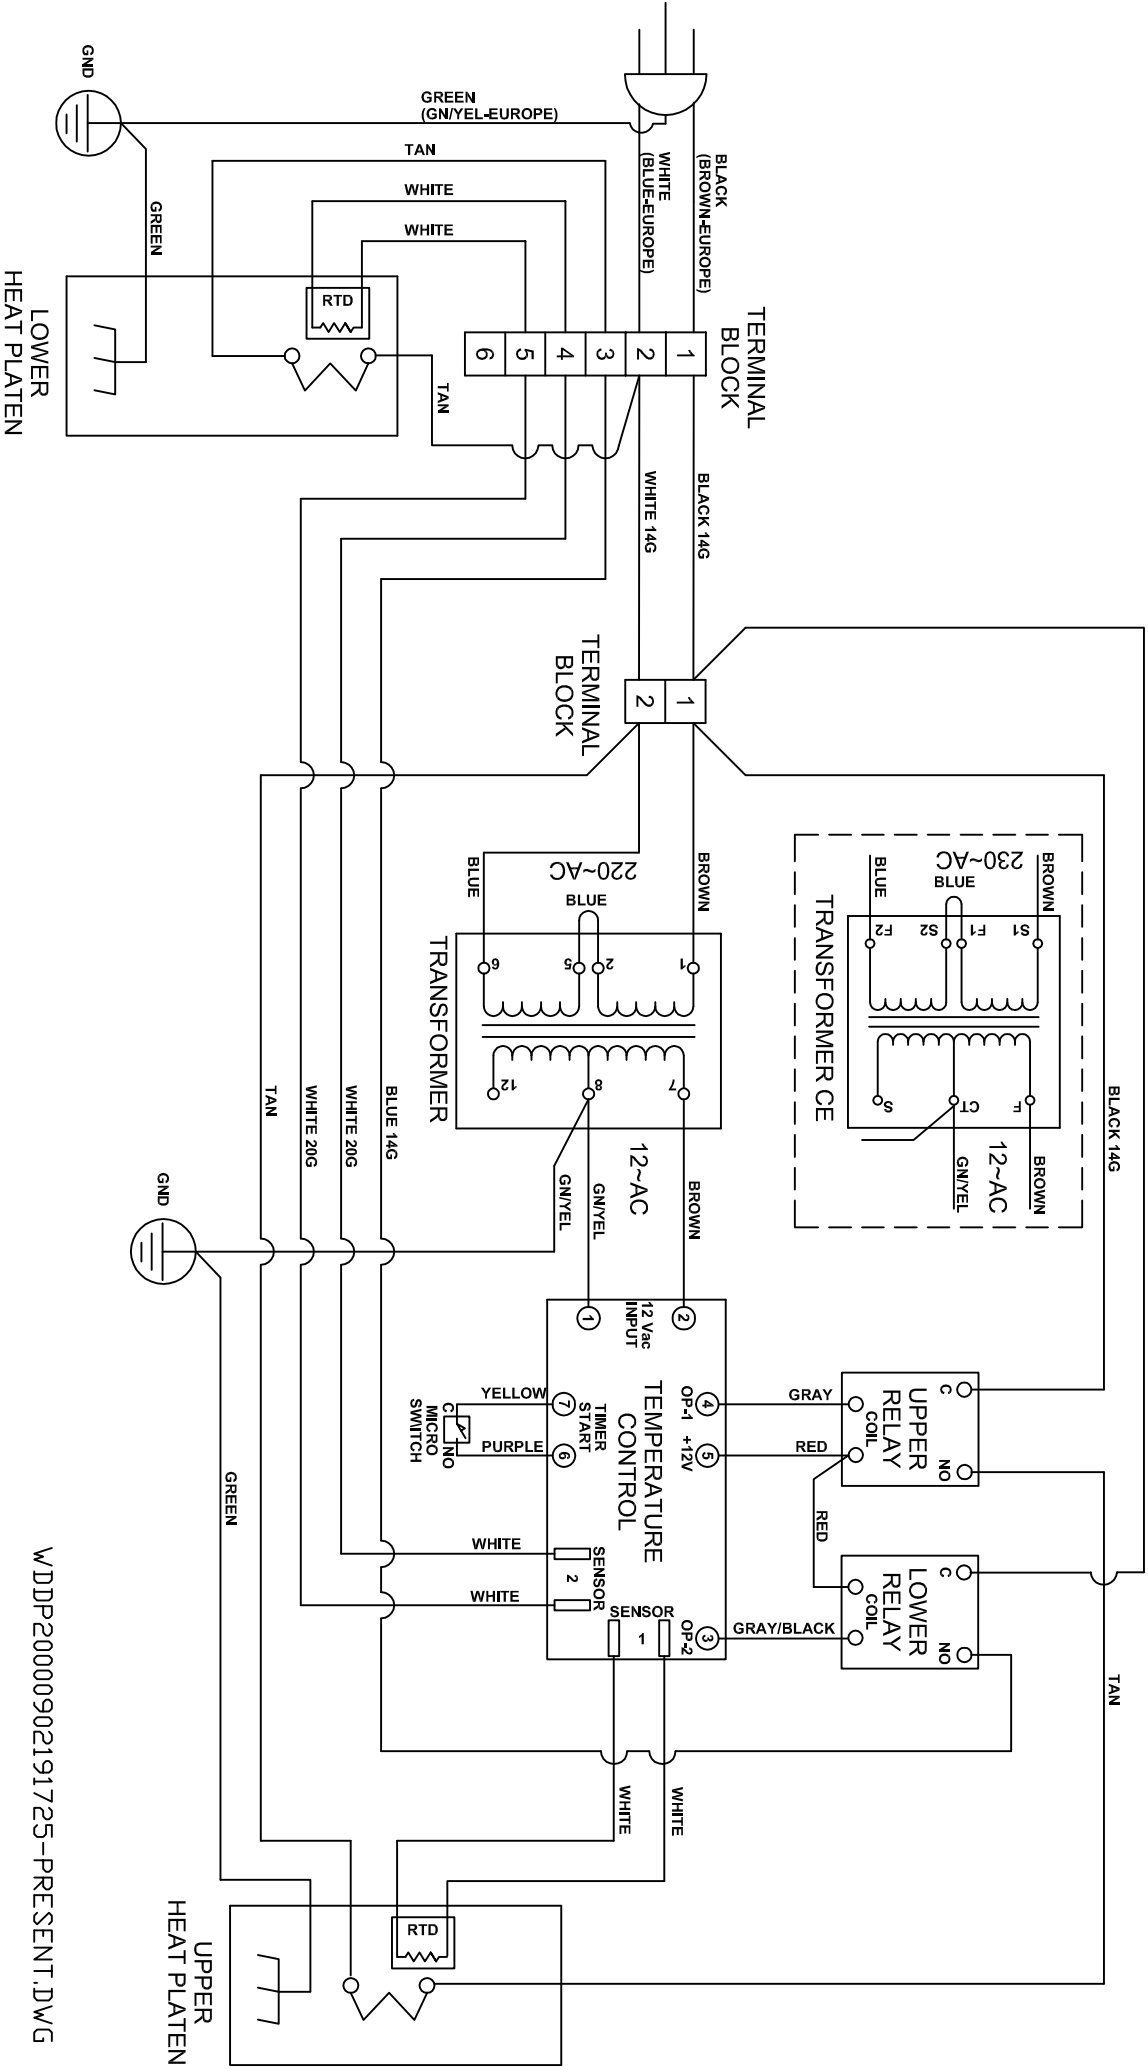 GND
GREEN
(GN/YEL-EUROPE)
TAN
WHITE
WHITE
GREEN
BLACK
(BROWN-EUROPE)
WHITE
(BLUE-EUROPE)
RTD
LOWER
HEAT PLATEN
TAN
TERMINAL
BLOCK
1
2
3
4
5
6
BLACK 14G
WHITE 14G
TERMINAL
BLOCK
1
2
BROWN
BLUE
220~AC
BLUE
TRANSFORMER
1
2
5
6
7
8
12
12~AC
BROWN
GN/YEL
GN/YEL
230~AC
BROWN
BLUE
BLUE
S1
F1
S2
F2
F
CT
S
TRANSFORMER CE
12~AC
BROWN
GN/YEL
BLACK 14G
TAN
WHITE 20G
WHITE 20G
BLUE 14G
GND
GREEN
12 Vac
INPUT
1
2
TEMPERATURE
CONTROL
OP-1
4
+12V
5
OP-2
3
TIMER
START
7
6
YELLOW
PURPLE
C
NO
MICRO
SWITCH
SENSOR
2
WHITE
WHITE
SENSOR
1
GRAY
RED
RED
GRAY/BLACK
UPPER
RELAY
COIL
C
NO
LOWER
RELAY
COIL
C
NO
TAN
WHITE
WHITE
RTD
UPPER
HEAT PLATEN
WDDP20000902191725-PRESENT.DWG